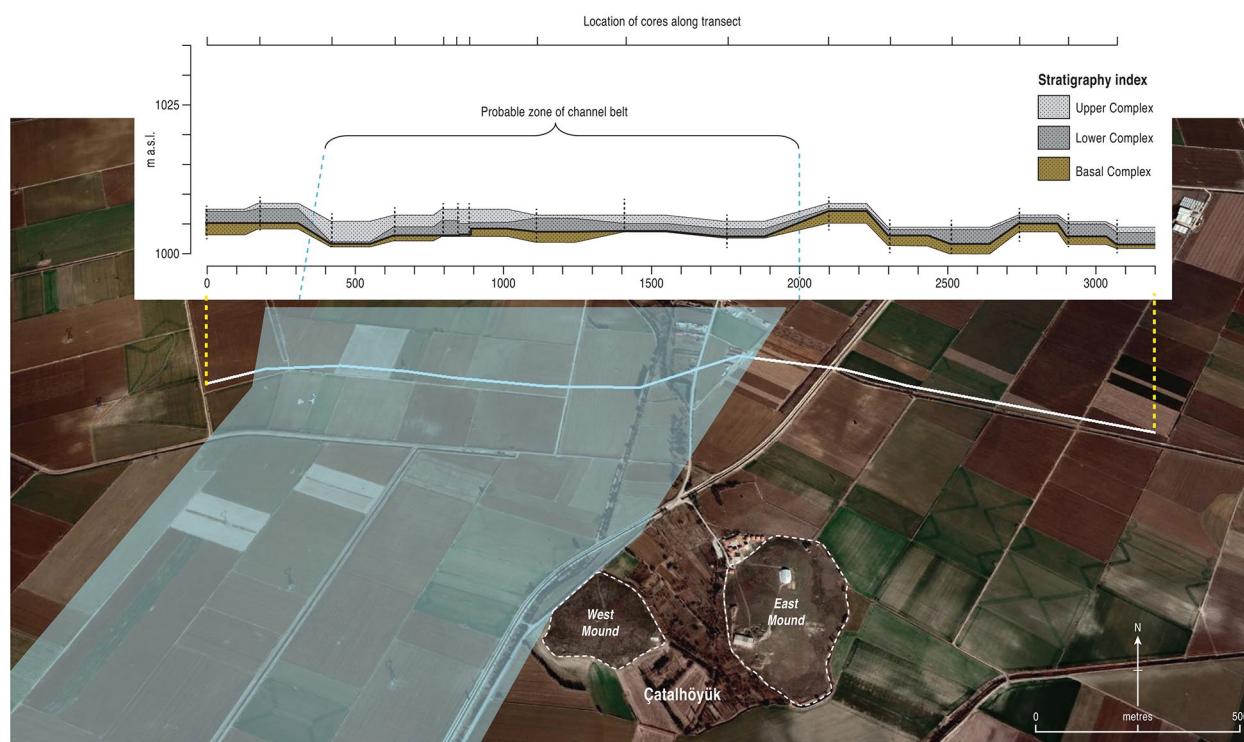 Location of cores along transect
1025
1000
m a.s.l.
Probable zone of channel belt
Stratigraphy index
Upper Complex
Lower Complex
Basal Complex
0 500 1000 1500 2000 2500 3000
West
Mound
East
Mound
Çatalhöyük
N
0 metres